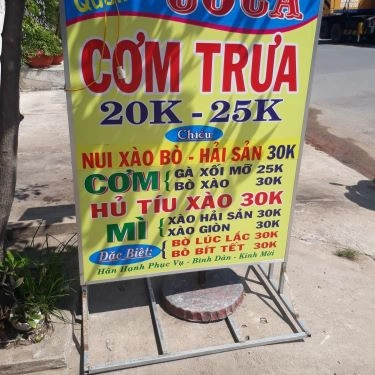 CƠM TRƯA
20K - 25K
Chiều
NUI XÀO BÒ - HẢI SẢN 30K
CƠM { GÀ XỐI MỠ 25K
BÒ XÀO 30K
HỦ TÍU XÀO 30K
MÌ { XÀO HẢI SẢN 30K
XÀO GIÒN 30K
Đặc Biệt: { BÒ LÚC LẮC 30K
BÒ BÍT TẾT 30K
Hân Hạnh Phục Vụ - Bình Dân - Kính Mời